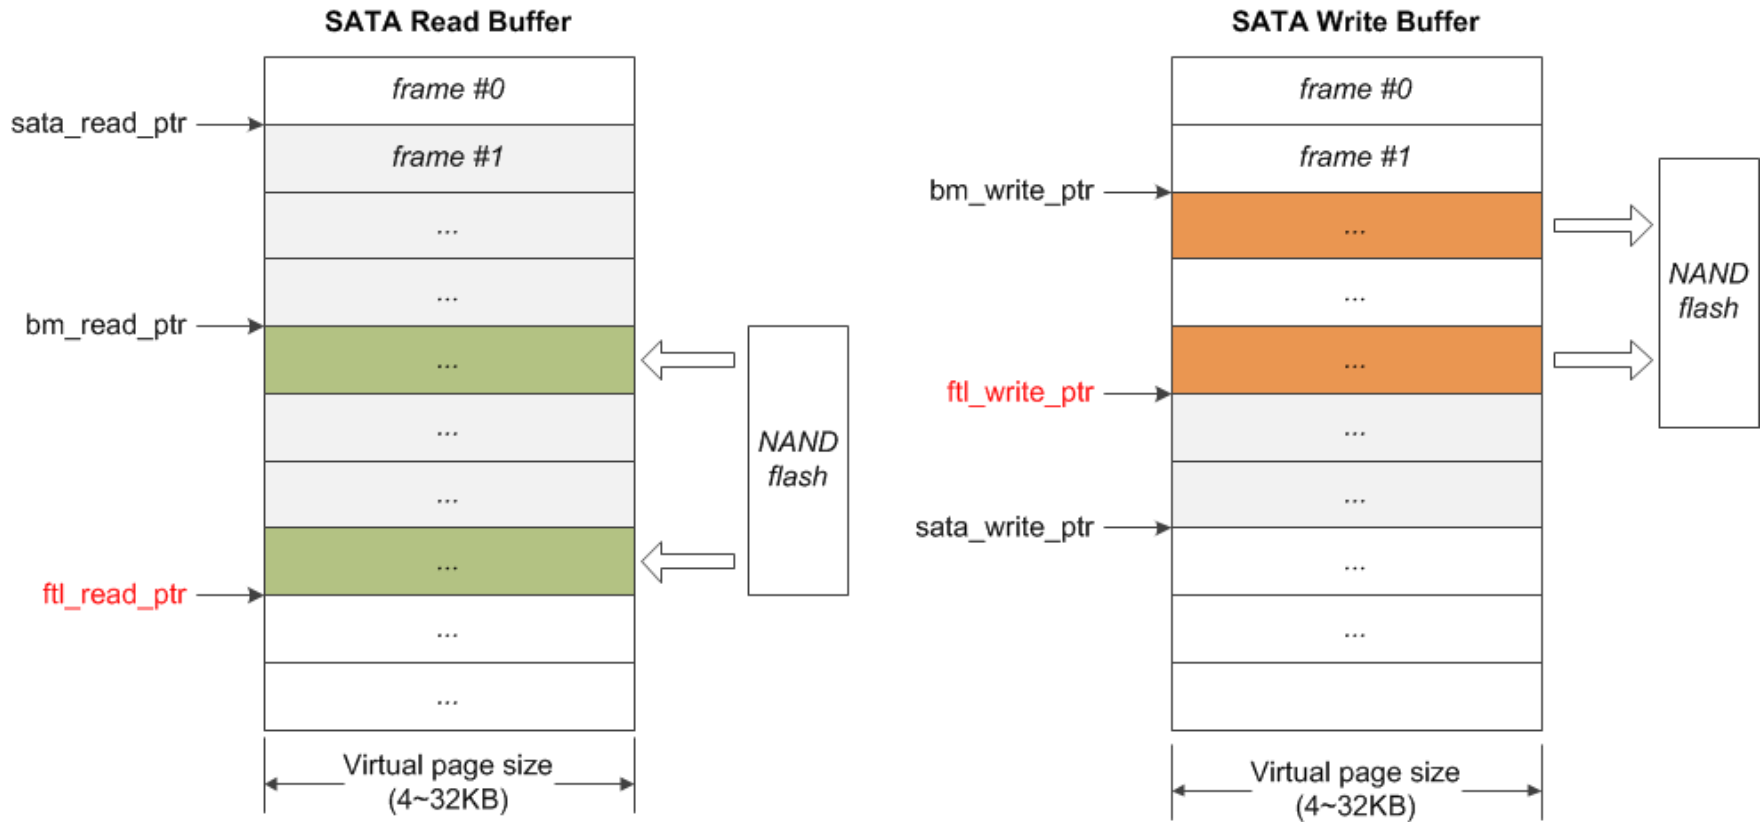 SATA Read Buffer
frame #0
sata_read_ptr
frame #1
...
...
bm_read_ptr
...
...
...
...
ftl_read_ptr
...
...
NAND
flash
Virtual page size
(4~32KB)
SATA Write Buffer
frame #0
frame #1
bm_write_ptr
...
...
...
ftl_write_ptr
...
...
sata_write_ptr
...
...
NAND
flash
Virtual page size
(4~32KB)